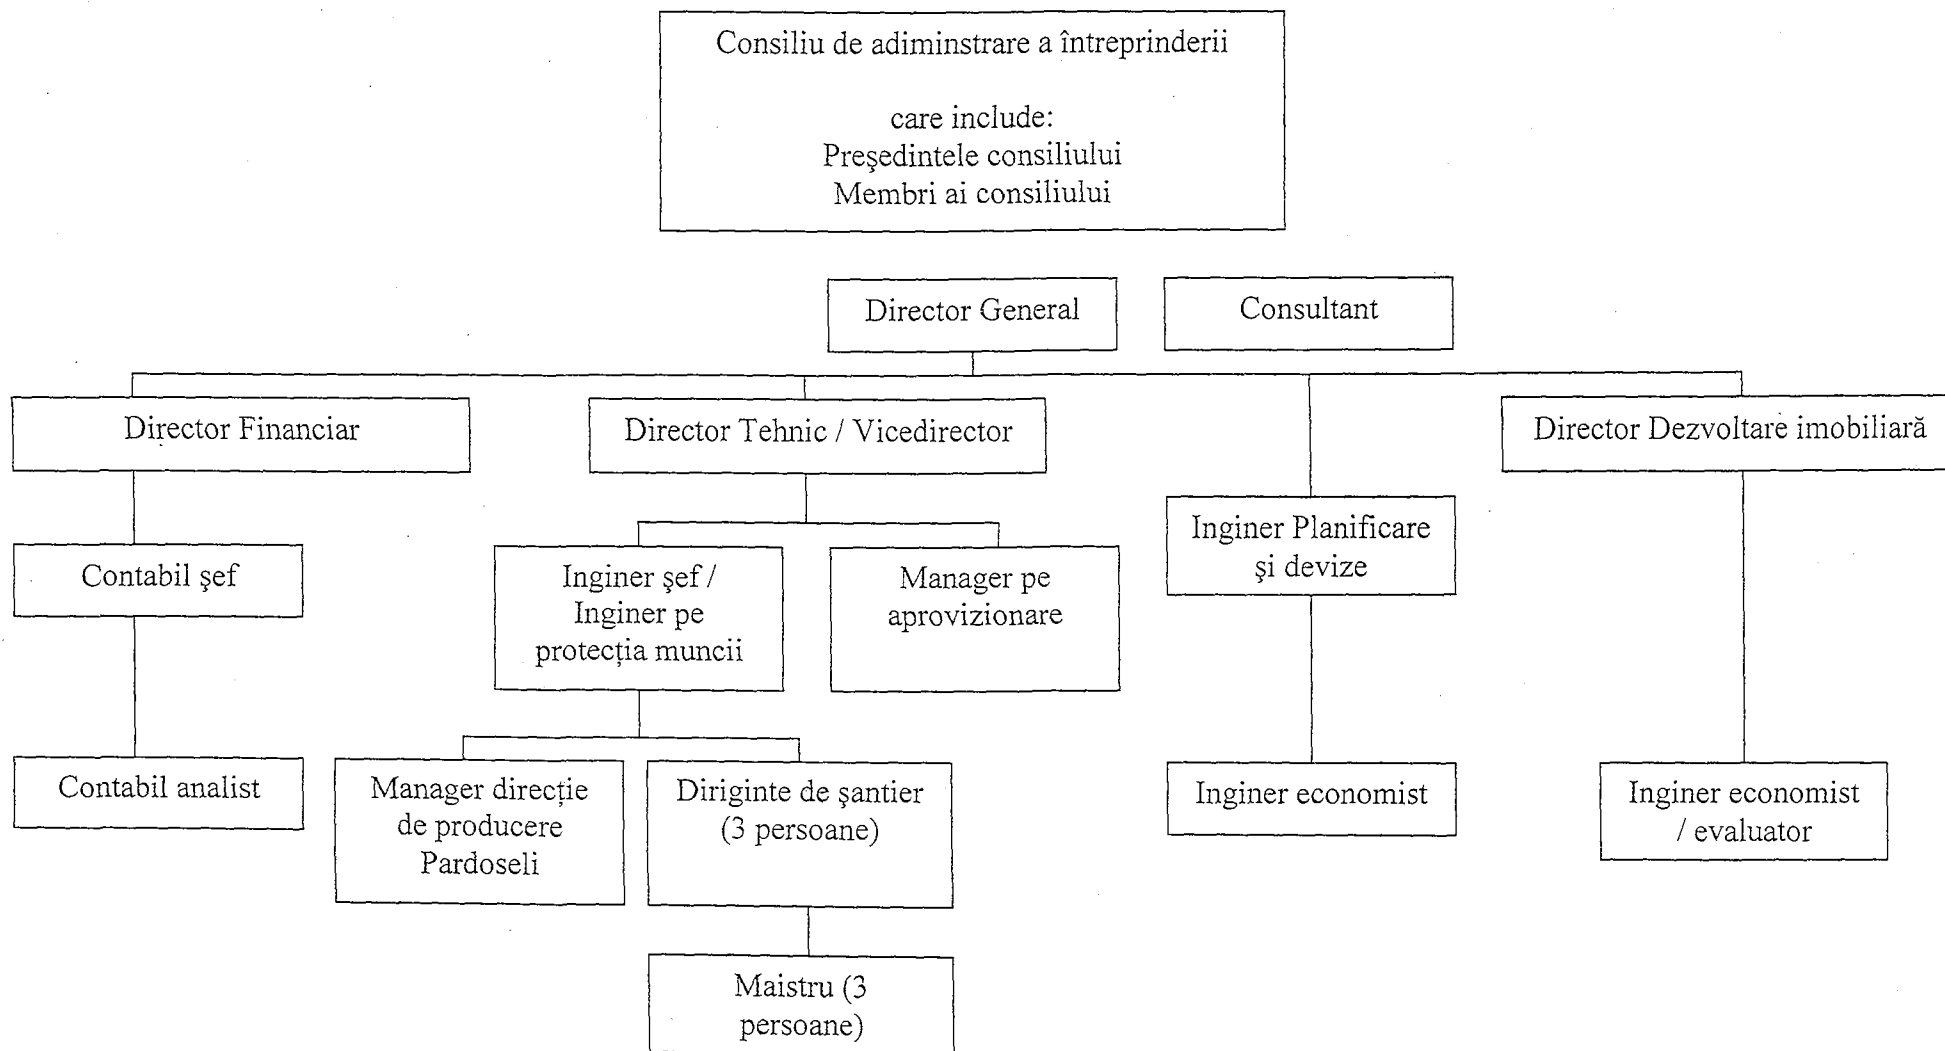 Consiliu de adiminstrare a întreprinderii
care include:
Preşedintele consiliului
Membri ai consiliului
Director General
Consultant
Director Financiar
Director Tehnic / Vicedirector
Director Dezvoltare imobiliară
Inginer Planificare
şi devize
Contabil şef
Inginer şef /
Inginer pe
protecţia muncii
Manager pe
aprovizionare
Contabil analist
Manager direcţie
de producere
Pardoseli
Diriginte de şantier
(3 persoane)
Inginer economist
Inginer economist
/ evaluator
Maistru (3
persoane)